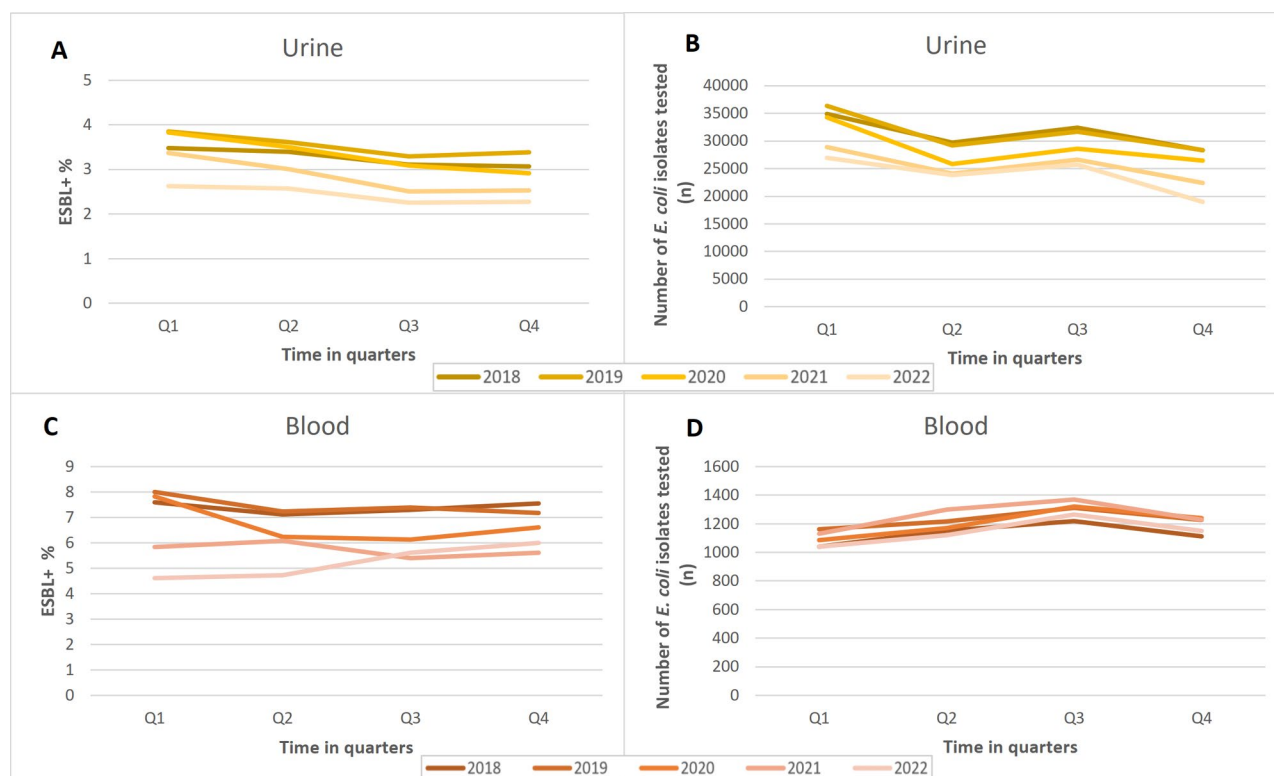 A
Urine
5
4
3
2
1
0
ESBL+ %
Q1 Q2 Q3 Q4
Time in quarters
B
Urine
40000
35000
30000
25000
20000
15000
10000
5000
0
Number of E. coli isolates tested
(n)
Q1 Q2 Q3 Q4
Time in quarters
2018 2019 2020 2021 2022
C
Blood
9
8
7
6
5
4
3
2
1
0
ESBL+ %
Q1 Q2 Q3 Q4
Time in quarters
D
Blood
1600
1400
1200
1000
800
600
400
200
0
Number of E. coli isolates tested
(n)
Q1 Q2 Q3 Q4
Time in quarters
2018 2019 2020 2021 2022